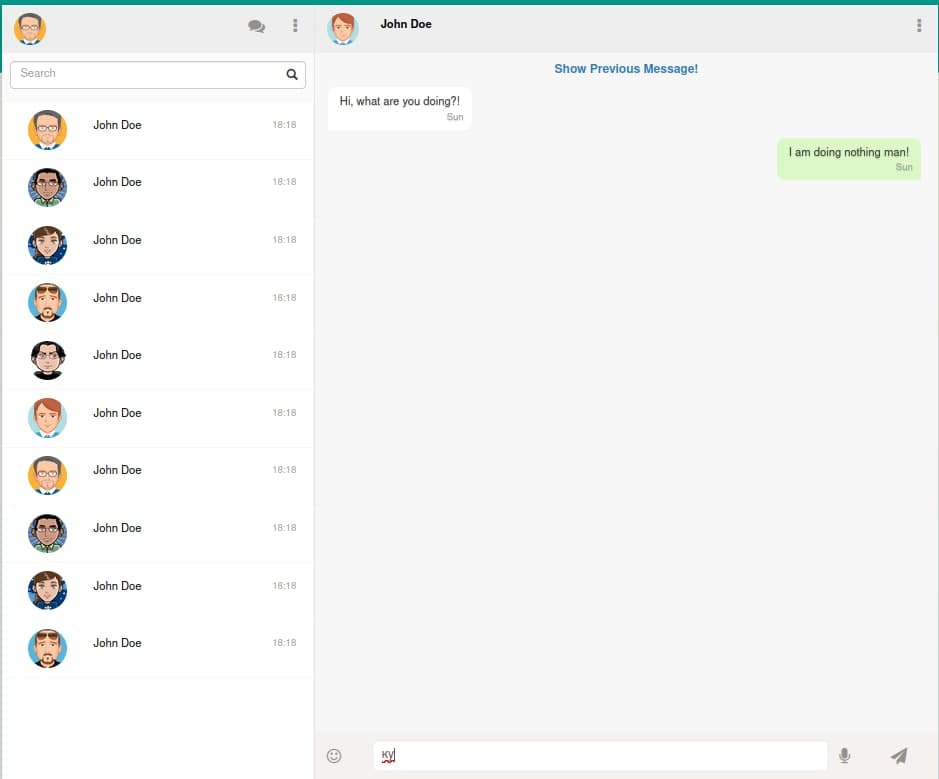 John Doe
Search
Show Previous Message!
Hi, what are you doing?!
Sun
I am doing nothing man!
Sun
John Doe 18:18
John Doe 18:18
John Doe 18:18
John Doe 18:18
John Doe 18:18
John Doe 18:18
John Doe 18:18
John Doe 18:18
John Doe 18:18
John Doe 18:18
ку